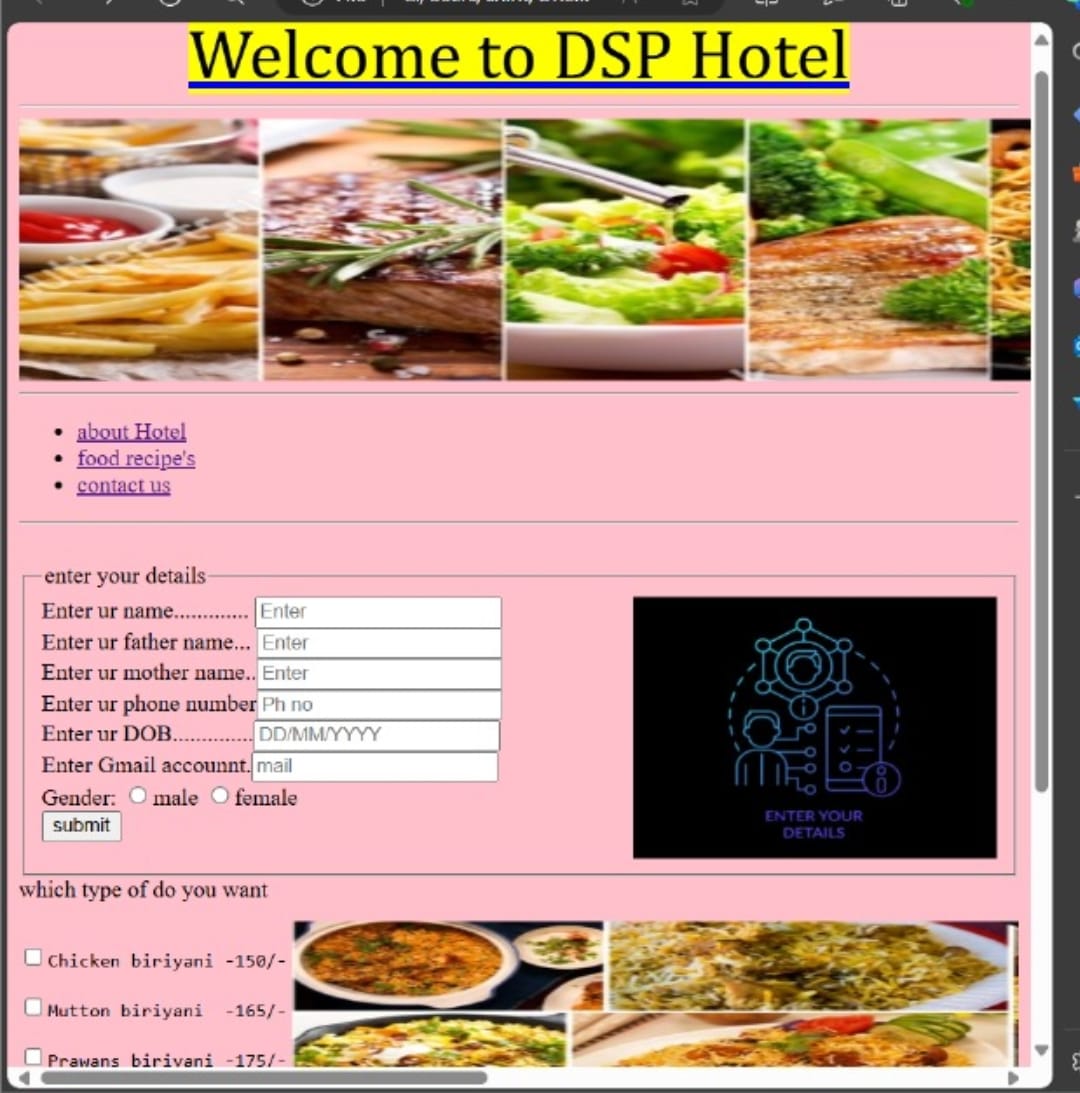 Welcome to DSP Hotel
about Hotel
food recipe's
contact us
enter your details
Enter ur name............. Enter
Enter ur father name... Enter
Enter ur mother name.. Enter
Enter ur phone number Ph no
Enter ur DOB.............. DD/MM/YYYY
Enter Gmail accounnt. mail
Gender: male female
submit
ENTER YOUR
DETAILS
which type of do you want
Chicken biriyani -150/-
Mutton biriyani -165/-
Prawans biriyani -175/-